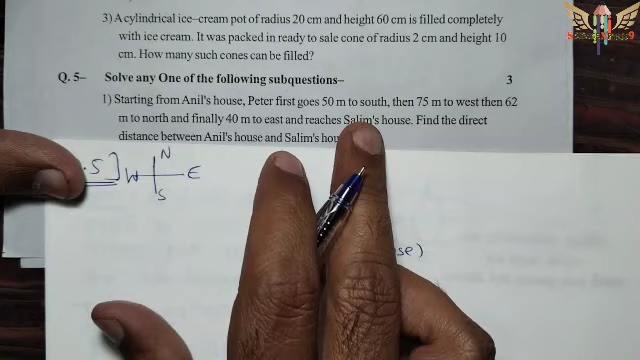 3) A cylindrical ice–cream pot of radius 20 cm and height 60 cm is filled completely
with ice cream. It was packed in ready to sale cone of radius 2 cm and height 10
cm. How many such cones can be filled?
Q. 5– Solve any One of the following subquestions– 3
1) Starting from Anil's house, Peter first goes 50 m to south, then 75 m to west then 62
m to north and finally 40 m to east and reaches Salim's house. Find the direct
distance between Anil's house and Salim's hou
S]
N
W E
S
se)